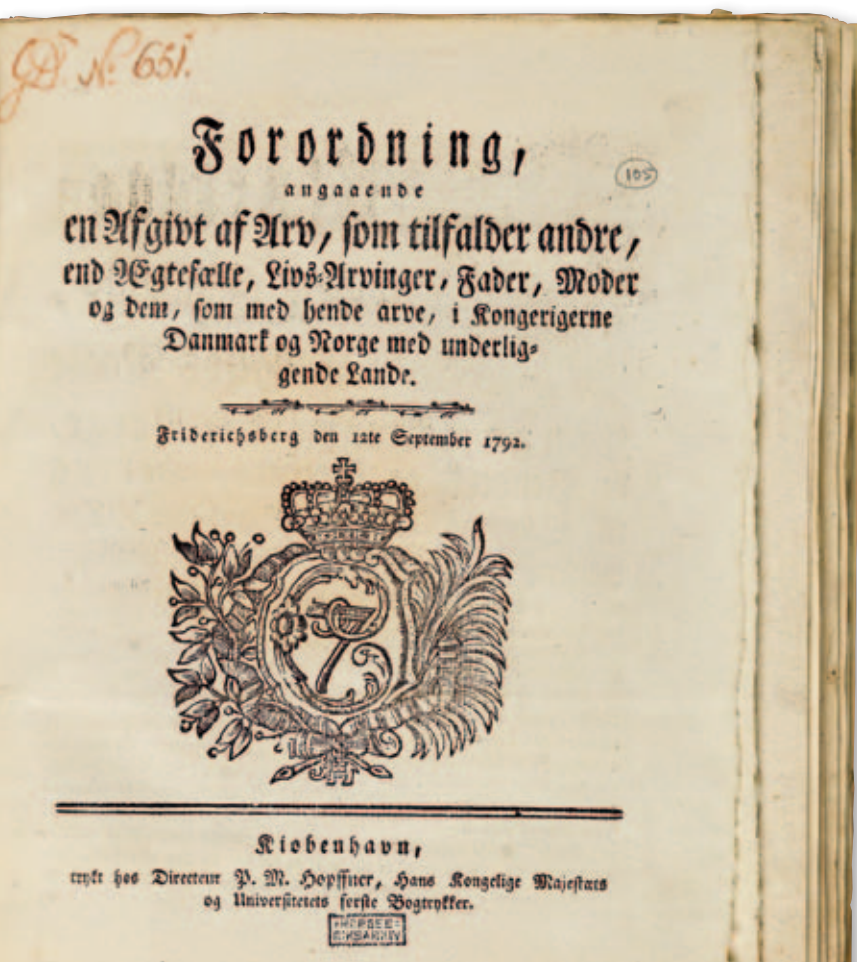 GD. No: 651.
Forordning,
105
angaaende
en Afgivt af Arv, som tilfalder andre,
end Ægtefælle, Livs-Arvinger, Fader, Moder
og dem, som med hende arve, i Kongerigerne
Danmark og Norge med underlig-
gende Lande.
Friderichsberg den 12te September 1792.
C7
Kiøbenhavn,
trykt hos Directeur P. M. Höpffner, Hans Kongelige Majestæts
og Universitetets første Bogtrykker.